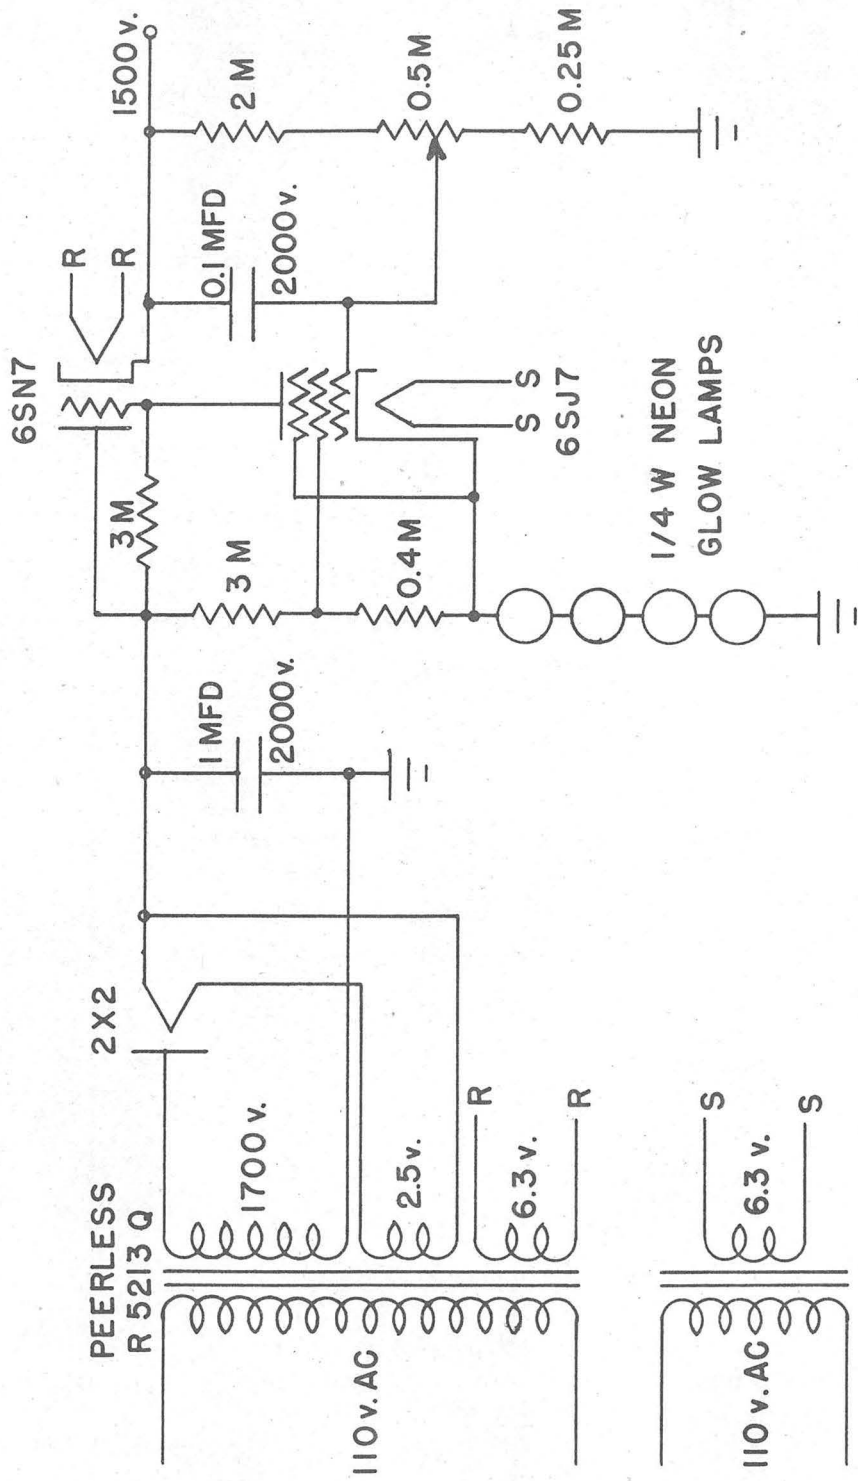 PEERLESS
R 5213 Q
110 v. AC
1700 v.
2.5 v.
6.3 v.
R
R
110 v. AC
6.3 v.
S
S
2X2
1 MFD
2000 v.
3 M
3 M
0.4 M
1/4 W NEON
GLOW LAMPS
6SN7
R
R
S
S
6SJ7
0.1 MFD
2000 v.
1500 v.
2 M
0.5 M
0.25 M